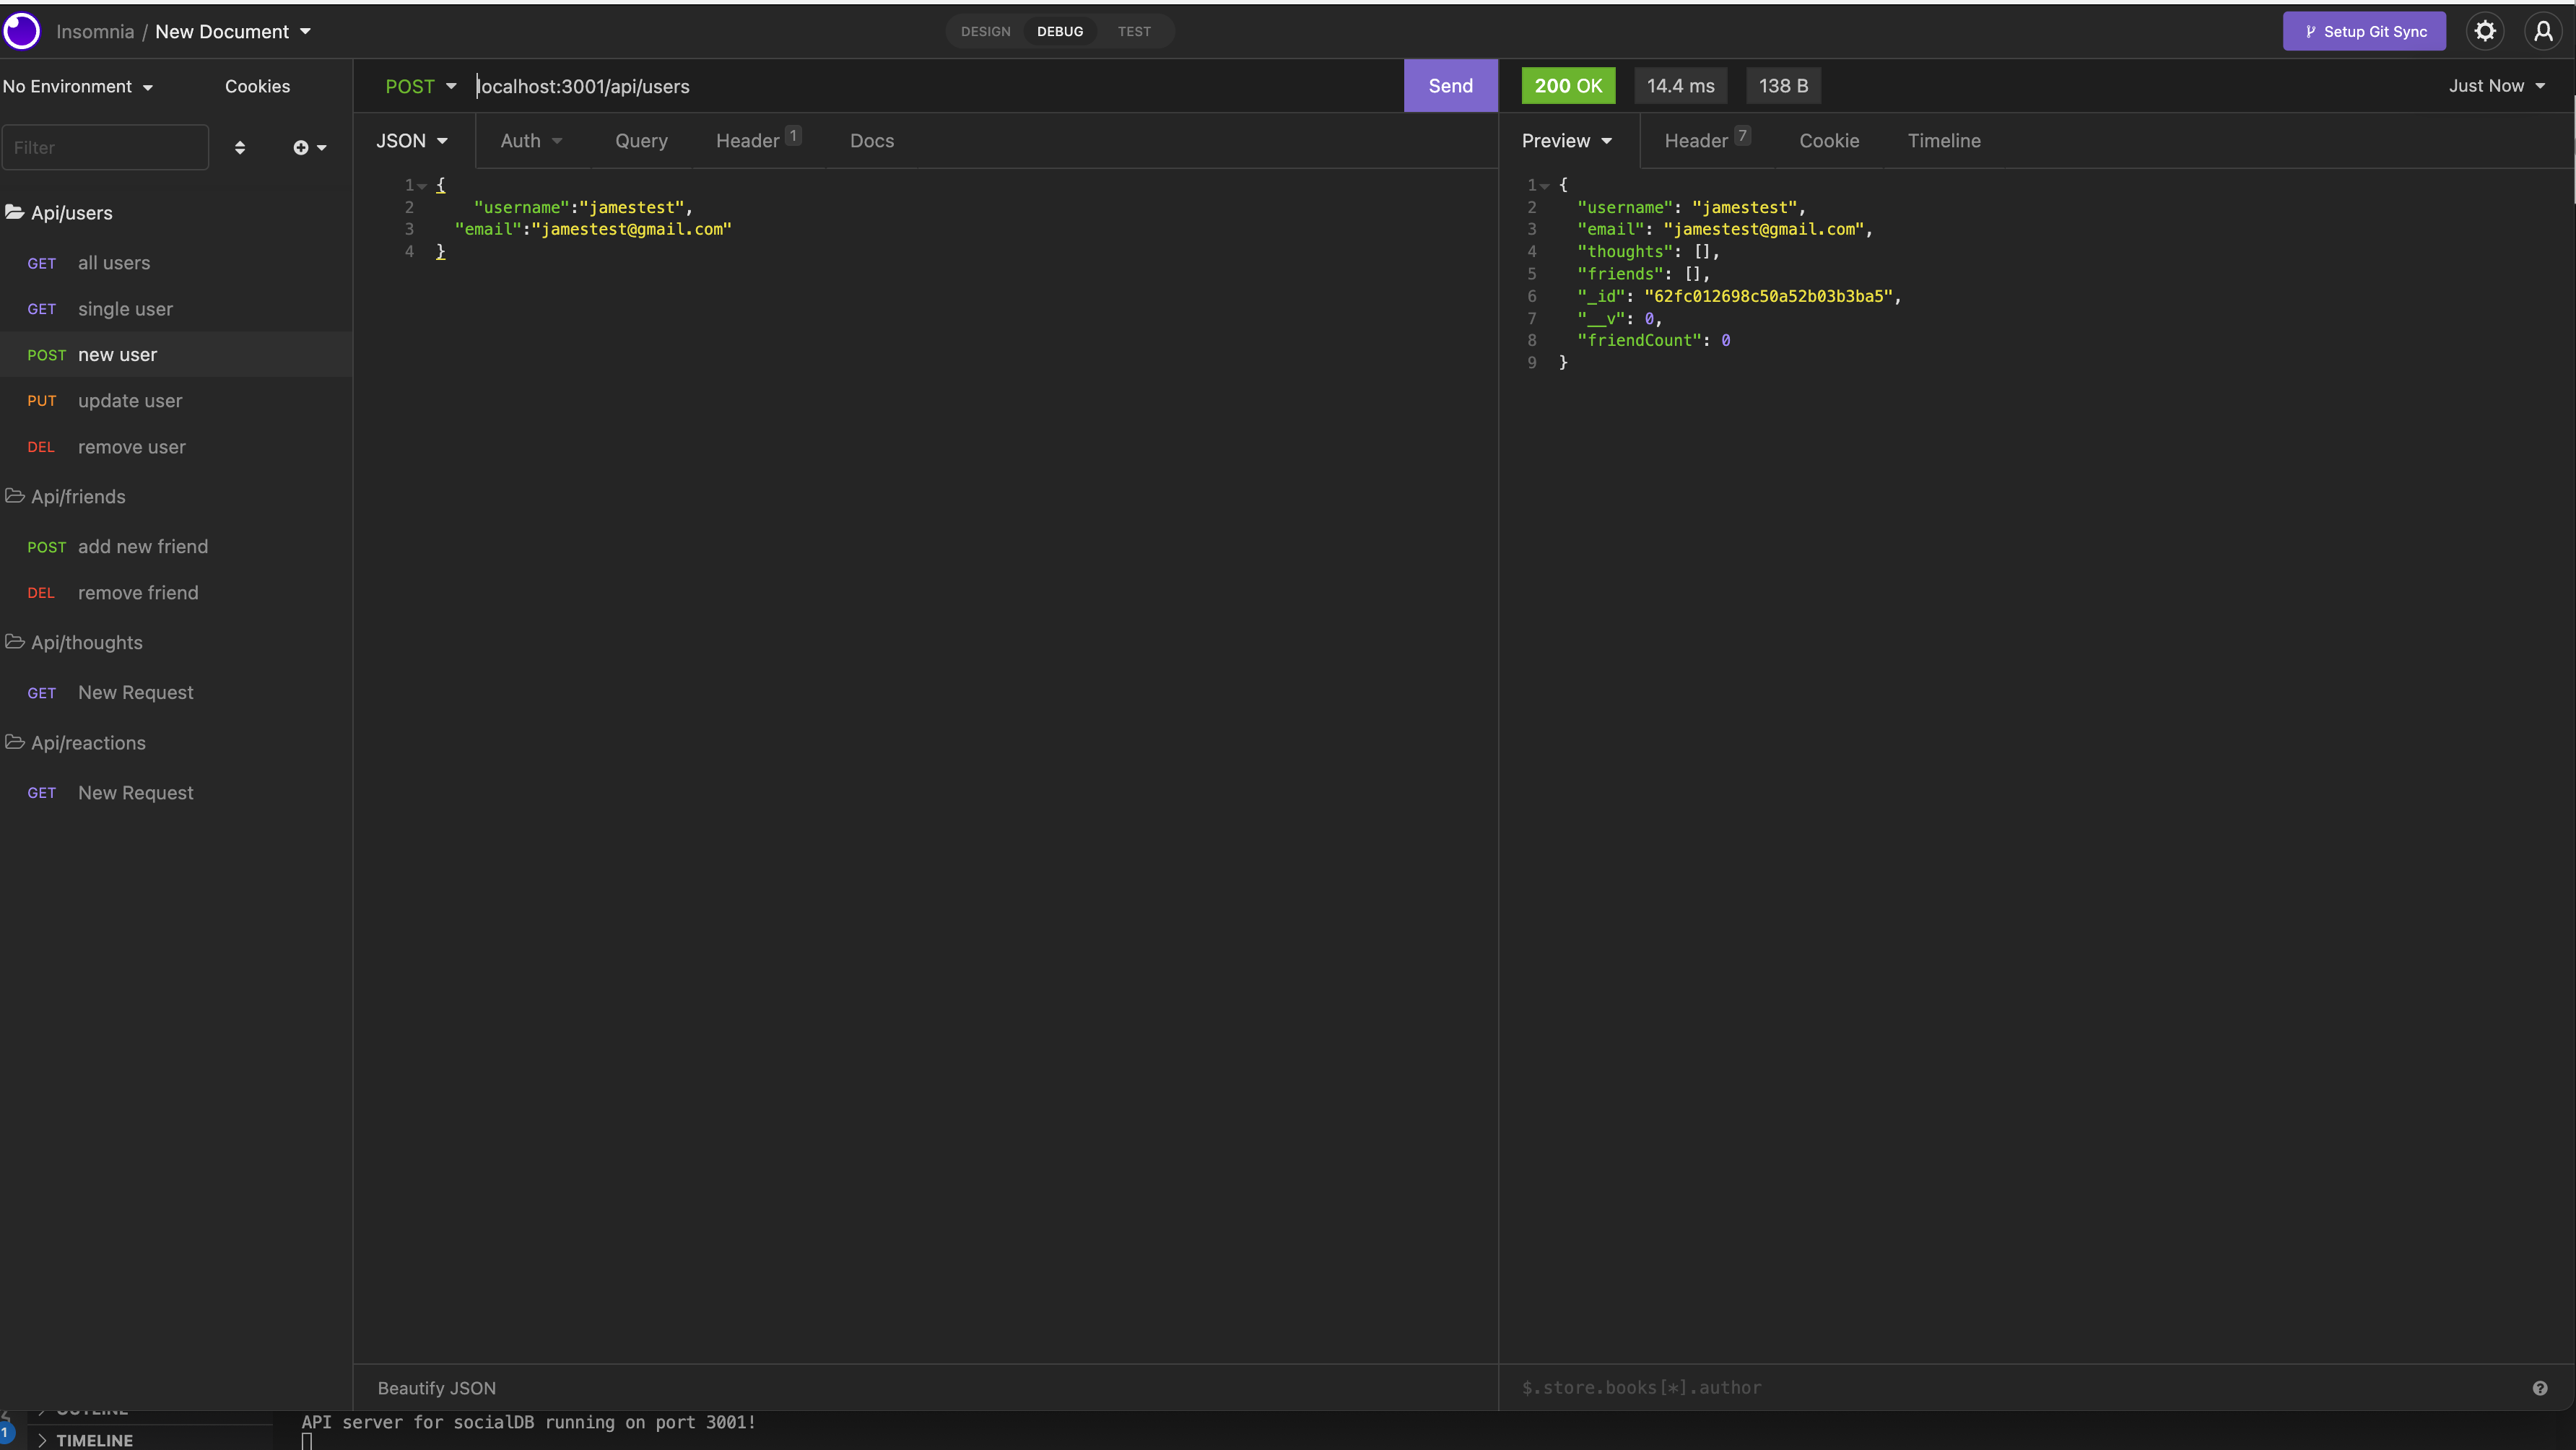 Insomnia / New Document
DESIGN DEBUG TEST
Setup Git Sync
No Environment Cookies
POST localhost:3001/api/users Send
200 OK 14.4 ms 138 B Just Now
Filter
JSON Auth Query Header 1 Docs
Preview Header 7 Cookie Timeline
Api/users
GET all users
GET single user
POST new user
PUT update user
DEL remove user
Api/friends
POST add new friend
DEL remove friend
Api/thoughts
GET New Request
Api/reactions
GET New Request
1 {
2 "username":"jamestest",
3 "email":"jamestest@gmail.com"
4 }
1 {
2 "username": "jamestest",
3 "email": "jamestest@gmail.com",
4 "thoughts": [],
5 "friends": [],
6 "_id": "62fc012698c50a52b03b3ba5",
7 "__v": 0,
8 "friendCount": 0
9 }
Beautify JSON
$.store.books[*].author
OUTLINE
API server for socialDB running on port 3001!
1
TIMELINE